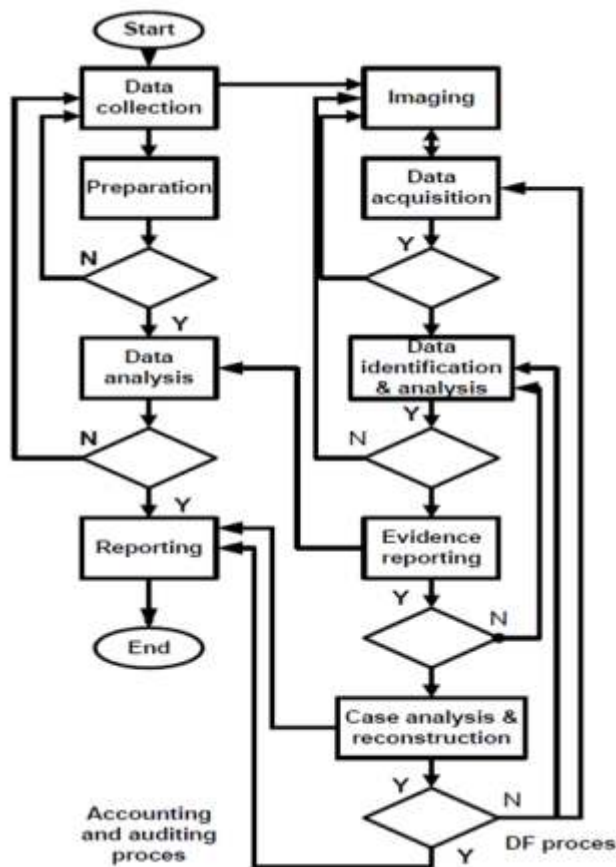 Start
Data
collection
Preparation
N
Y
Data
analysis
N
Y
Reporting
End
Accounting
and auditing
proces
Imaging
Data
acquisition
Y
Data
identification
& analysis
Y
N
Evidence
reporting
Y
N
Case analysis &
reconstruction
Y
N
Y
DF proces